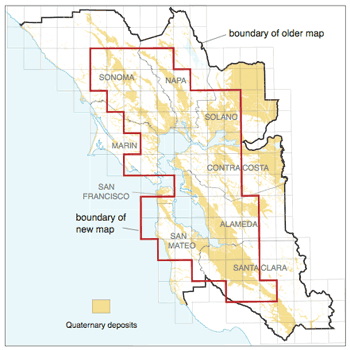 boundary of older map
SONOMA
NAPA
SOLANO
MARIN
CONTRA COSTA
SAN
FRANCISCO
boundary of
new map
ALAMEDA
SAN
MATEO
SANTA CLARA
Quaternary deposits